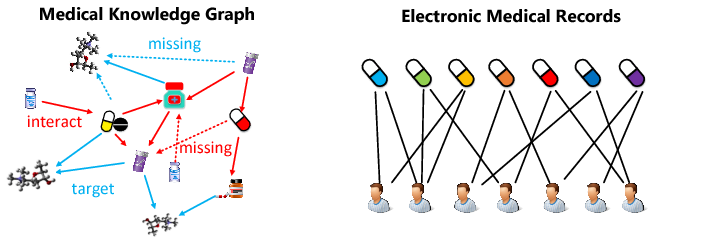 Medical Knowledge Graph
Electronic Medical Records
missing
interact
missing
target